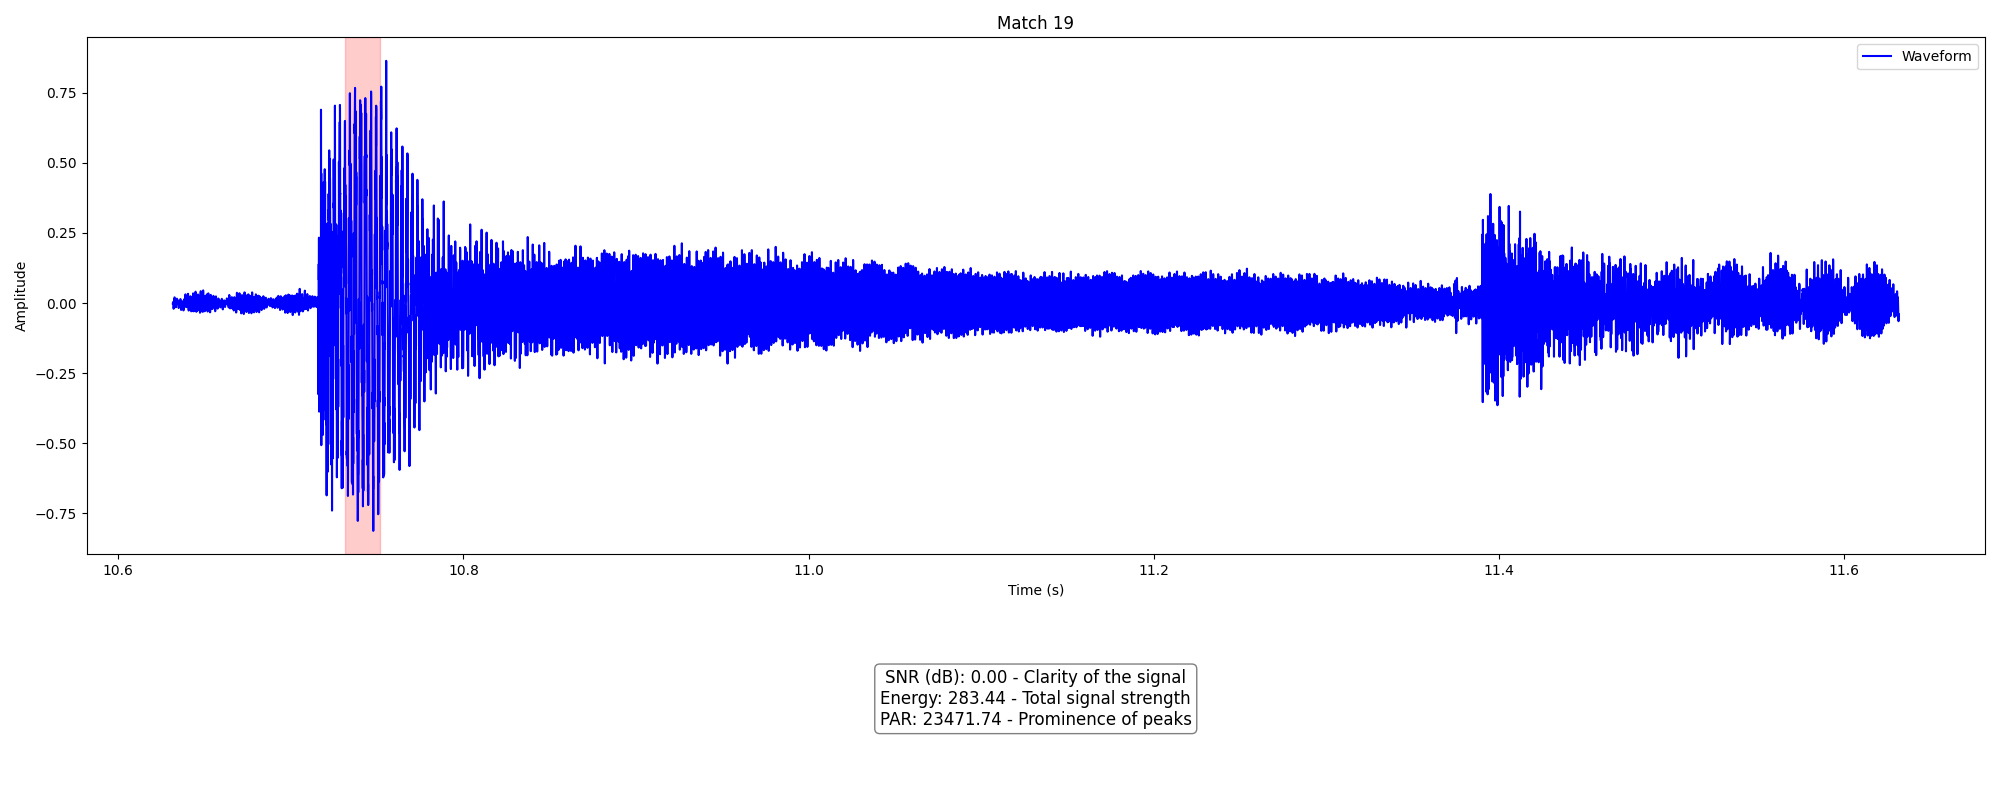 Match 19
Waveform
Amplitude
0.75
0.50
0.25
0.00
−0.25
−0.50
−0.75
10.6 10.8 11.0 11.2 11.4 11.6
Time (s)
SNR (dB): 0.00 - Clarity of the signal
Energy: 283.44 - Total signal strength
PAR: 23471.74 - Prominence of peaks